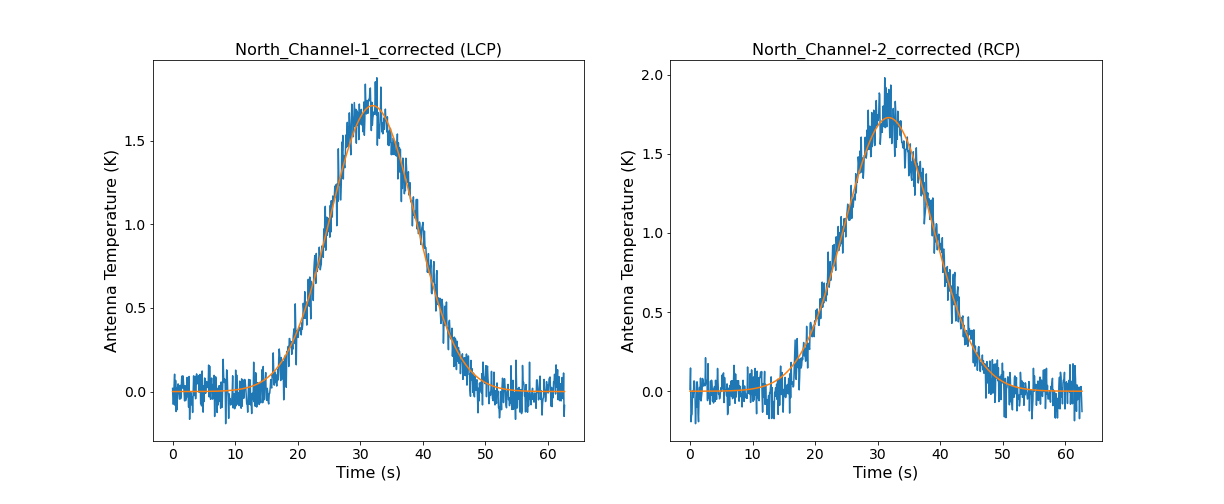 North_Channel-1_corrected (LCP)
Antenna Temperature (K)
1.5
1.0
0.5
0.0
0 10 20 30 40 50 60
Time (s)
North_Channel-2_corrected (RCP)
Antenna Temperature (K)
2.0
1.5
1.0
0.5
0.0
0 10 20 30 40 50 60
Time (s)